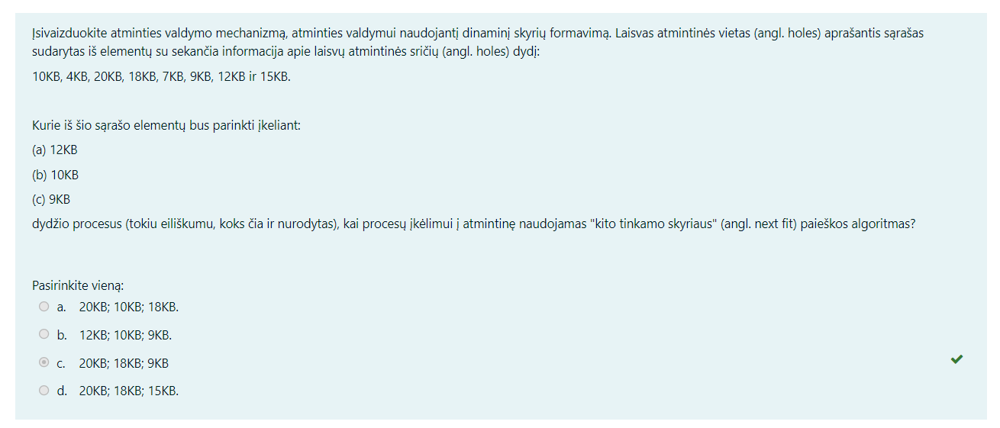 Įsivaizduokite atminties valdymo mechanizmą, atminties valdymui naudojantį dinaminį skyrių formavimą. Laisvas atmintinės vietas (angl. holes) aprašantis sąrašas
sudarytas iš elementų su sekančia informacija apie laisvų atmintinės sričių (angl. holes) dydį:
10KB, 4KB, 20KB, 18KB, 7KB, 9KB, 12KB ir 15KB.
Kurie iš šio sąrašo elementų bus parinkti įkeliant:
(a) 12KB
(b) 10KB
(c) 9KB
dydžio procesus (tokiu eiliškumu, koks čia ir nurodytas), kai procesų įkėlimui į atmintinę naudojamas "kito tinkamo skyriaus" (angl. next fit) paieškos algoritmas?
Pasirinkite vieną:
a. 20KB; 10KB; 18KB.
b. 12KB; 10KB; 9KB.
c. 20KB; 18KB; 9KB
d. 20KB; 18KB; 15KB.